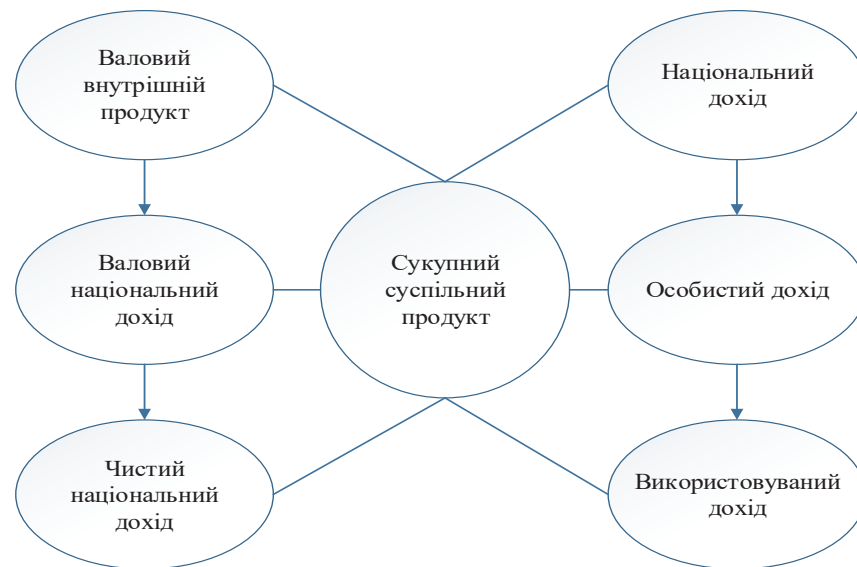 Валовий
внутрішній
продукт
Національний
дохід
Валовий
національний
дохід
Сукупний
суспільний
продукт
Особистий дохід
Чистий
національний
дохід
Використовуваний
дохід